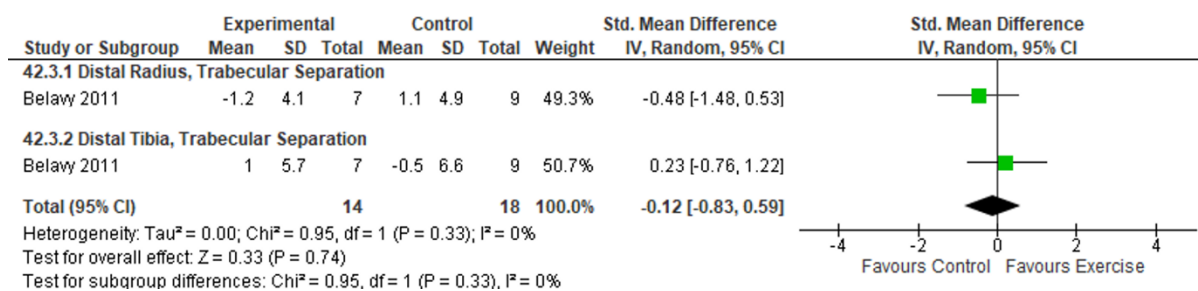 Experimental Control Std. Mean Difference Std. Mean Difference
Study or Subgroup Mean SD Total Mean SD Total Weight IV, Random, 95% CI IV, Random, 95% CI
42.3.1 Distal Radius, Trabecular Separation
Belavy 2011 -1.2 4.1 7 1.1 4.9 9 49.3% -0.48 [-1.48, 0.53]
42.3.2 Distal Tibia, Trabecular Separation
Belavy 2011 1 5.7 7 -0.5 6.6 9 50.7% 0.23 [-0.76, 1.22]
Total (95% CI) 14 18 100.0% -0.12 [-0.83, 0.59]
Heterogeneity: Tau² = 0.00; Chi² = 0.95, df = 1 (P = 0.33); I² = 0%
Test for overall effect: Z = 0.33 (P = 0.74)
Test for subgroup differences: Chi² = 0.95, df = 1 (P = 0.33), I² = 0%
-4 -2 0 2 4
Favours Control Favours Exercise